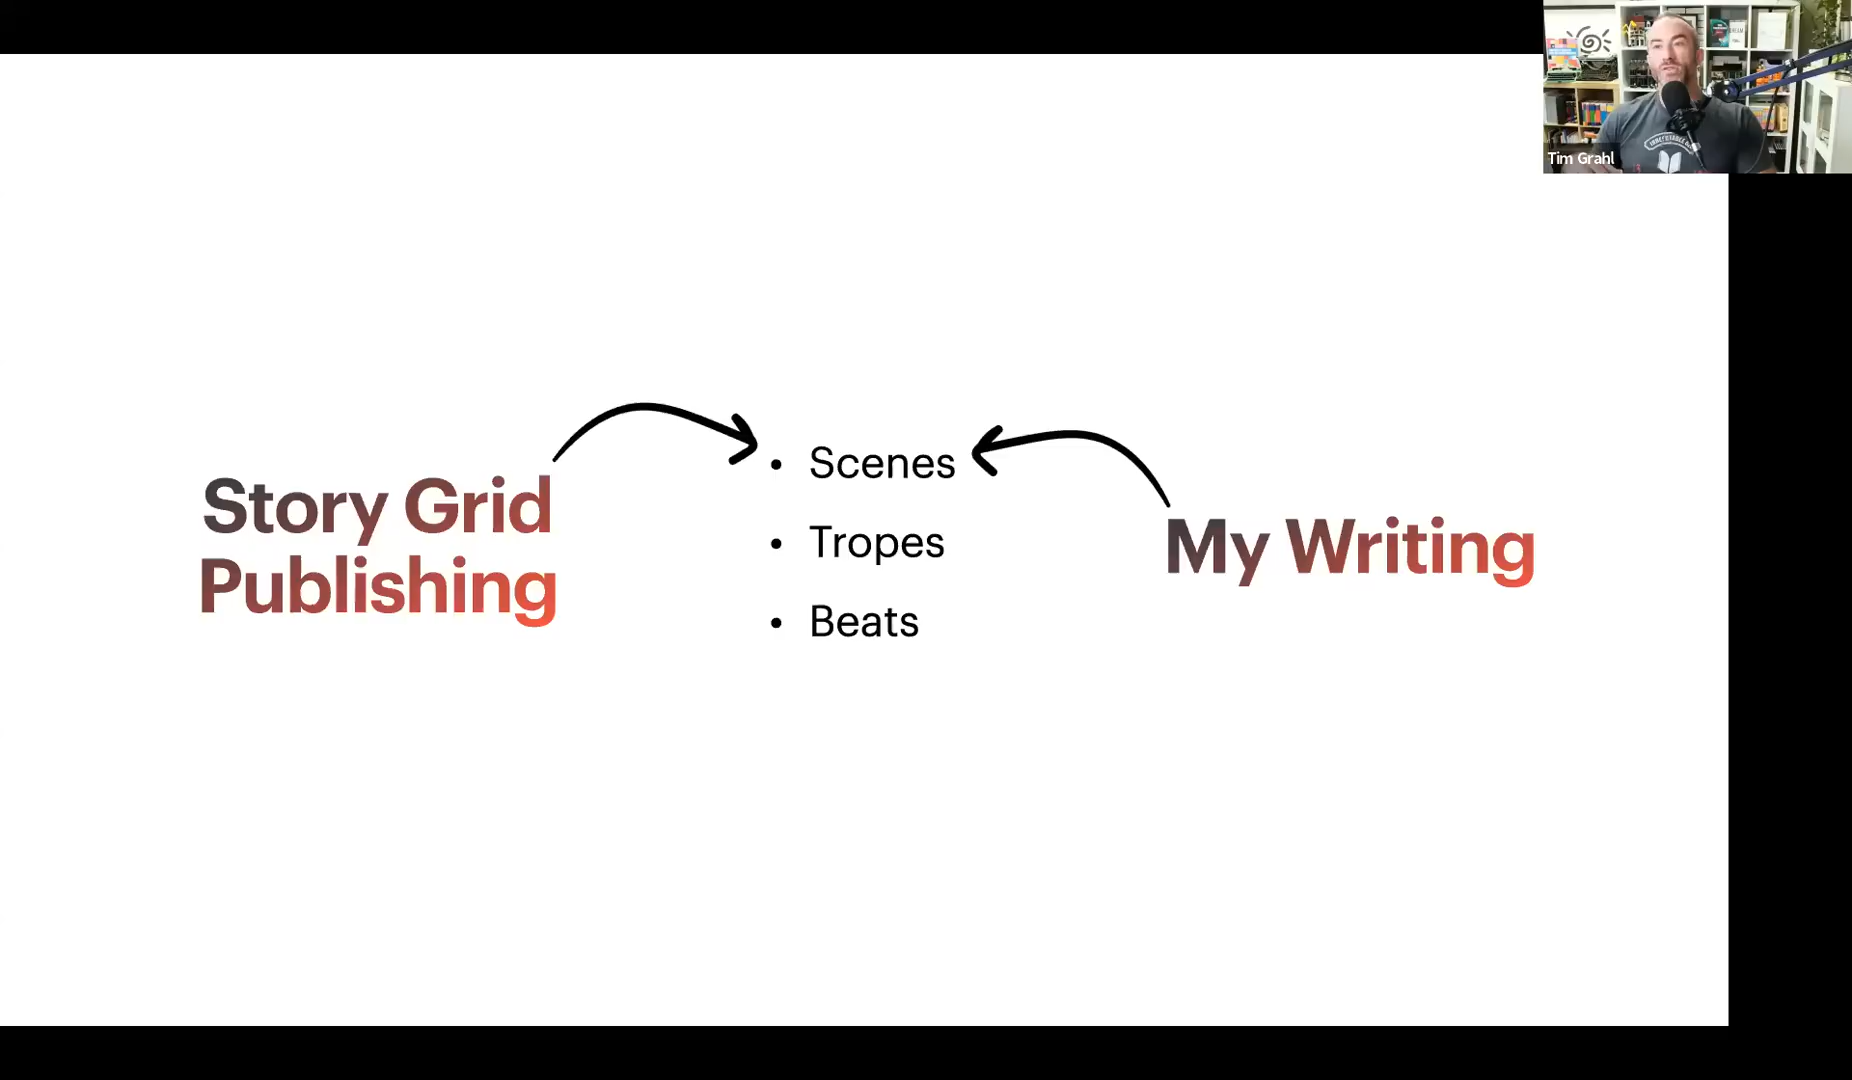 Tim Grahl
Story Grid
Publishing
• Scenes
• Tropes
• Beats
My Writing